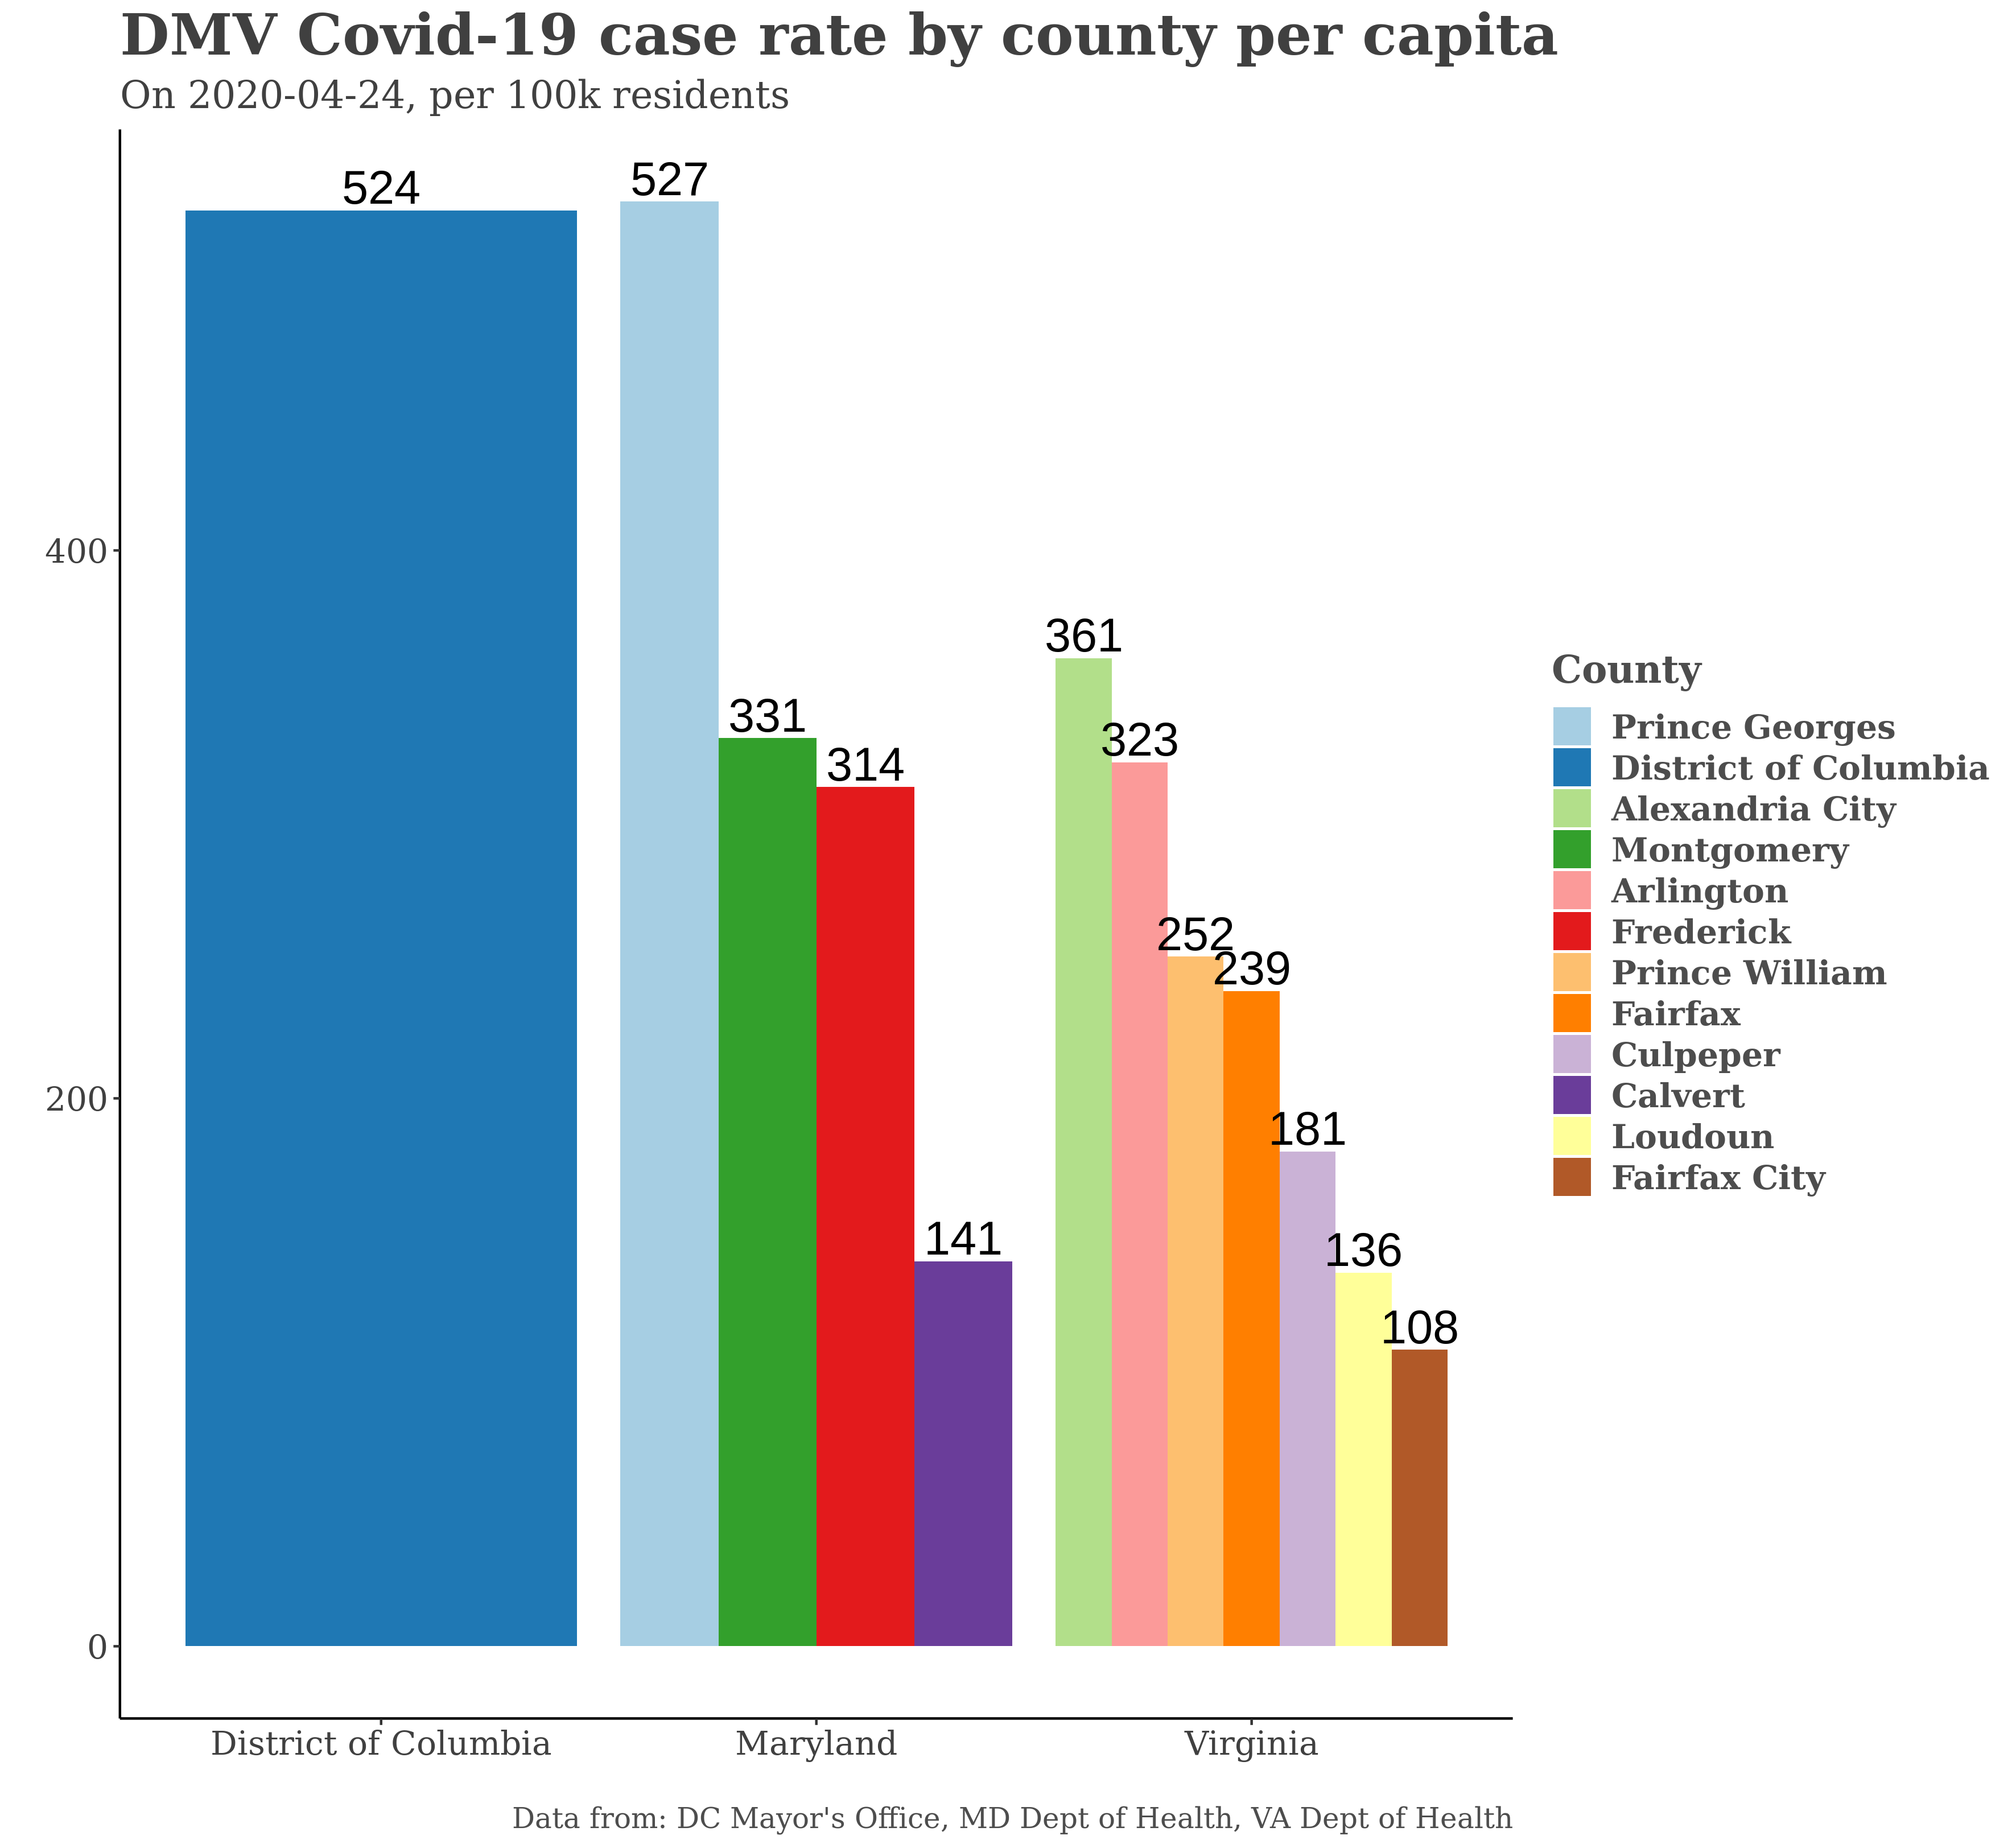 DMV Covid-19 case rate by county per capita
On 2020-04-24, per 100k residents
524
527
331
314
141
361
323
252
239
181
136
108
400
200
0
District of Columbia
Maryland
Virginia
County
Prince Georges
District of Columbia
Alexandria City
Montgomery
Arlington
Frederick
Prince William
Fairfax
Culpeper
Calvert
Loudoun
Fairfax City
Data from: DC Mayor's Office, MD Dept of Health, VA Dept of Health